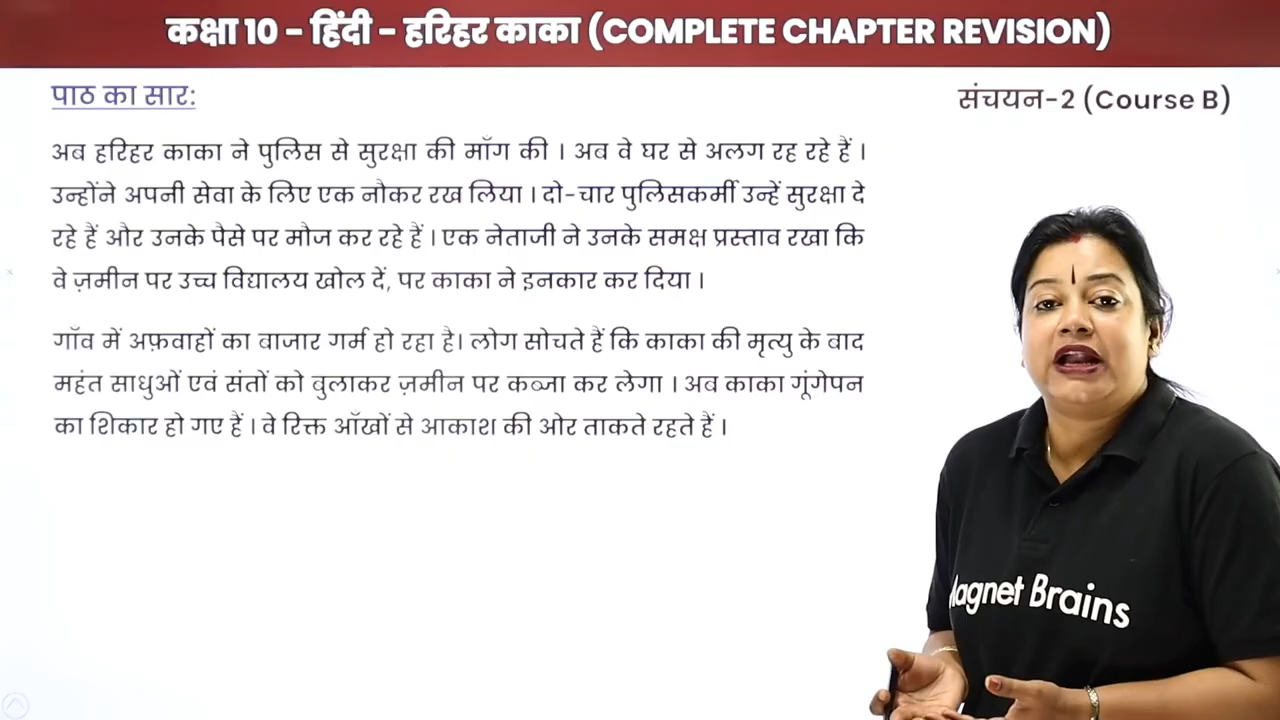 कक्षा 10 - हिंदी - हरिहर काका (COMPLETE CHAPTER REVISION)
पाठ का सार:
संचयन-2 (Course B)
अब हरिहर काका ने पुलिस से सुरक्षा की माँग की । अब वे घर से अलग रह रहे हैं ।
उन्होंने अपनी सेवा के लिए एक नौकर रख लिया । दो-चार पुलिसकर्मी उन्हें सुरक्षा दे
रहे हैं और उनके पैसे पर मौज कर रहे हैं । एक नेताजी ने उनके समक्ष प्रस्ताव रखा कि
वे ज़मीन पर उच्च विद्यालय खोल दें, पर काका ने इनकार कर दिया ।
गाँव में अफ़वाहों का बाजार गर्म हो रहा है। लोग सोचते हैं कि काका की मृत्यु के बाद
महंत साधुओं एवं संतों को बुलाकर ज़मीन पर कब्जा कर लेगा । अब काका गूंगेपन
का शिकार हो गए हैं । वे रिक्त आँखों से आकाश की ओर ताकते रहते हैं ।
Magnet Brains